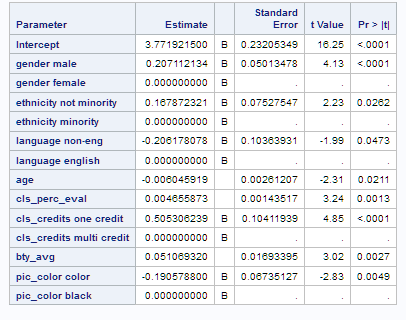 Parameter Estimate Standard Error t Value Pr > |t|
Intercept 3.771921500 B 0.23205349 16.25 <.0001
gender male 0.207112134 B 0.05013478 4.13 <.0001
gender female 0.000000000 B . . .
ethnicity not minority 0.167872321 B 0.07527547 2.23 0.0262
ethnicity minority 0.000000000 B . . .
language non-eng -0.206178078 B 0.10363931 -1.99 0.0473
language english 0.000000000 B . . .
age -0.006045919 0.00261207 -2.31 0.0211
cls_perc_eval 0.004655873 0.00143517 3.24 0.0013
cls_credits one credit 0.505306239 B 0.10411939 4.85 <.0001
cls_credits multi credit 0.000000000 B . . .
bty_avg 0.051069320 0.01693395 3.02 0.0027
pic_color color -0.190578800 B 0.06735127 -2.83 0.0049
pic_color black 0.000000000 B . . .